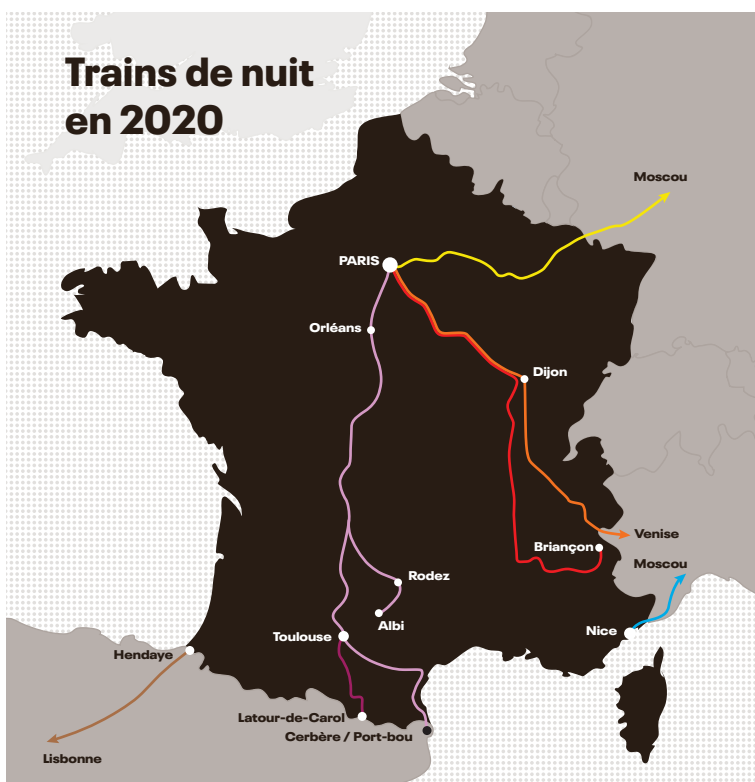 Trains de nuit
en 2020
Moscou
PARIS
Orléans
Dijon
Venise
Briançon
Moscou
Rodez
Albi
Nice
Toulouse
Hendaye
Latour-de-Carol
Cerbère / Port-bou
Lisbonne